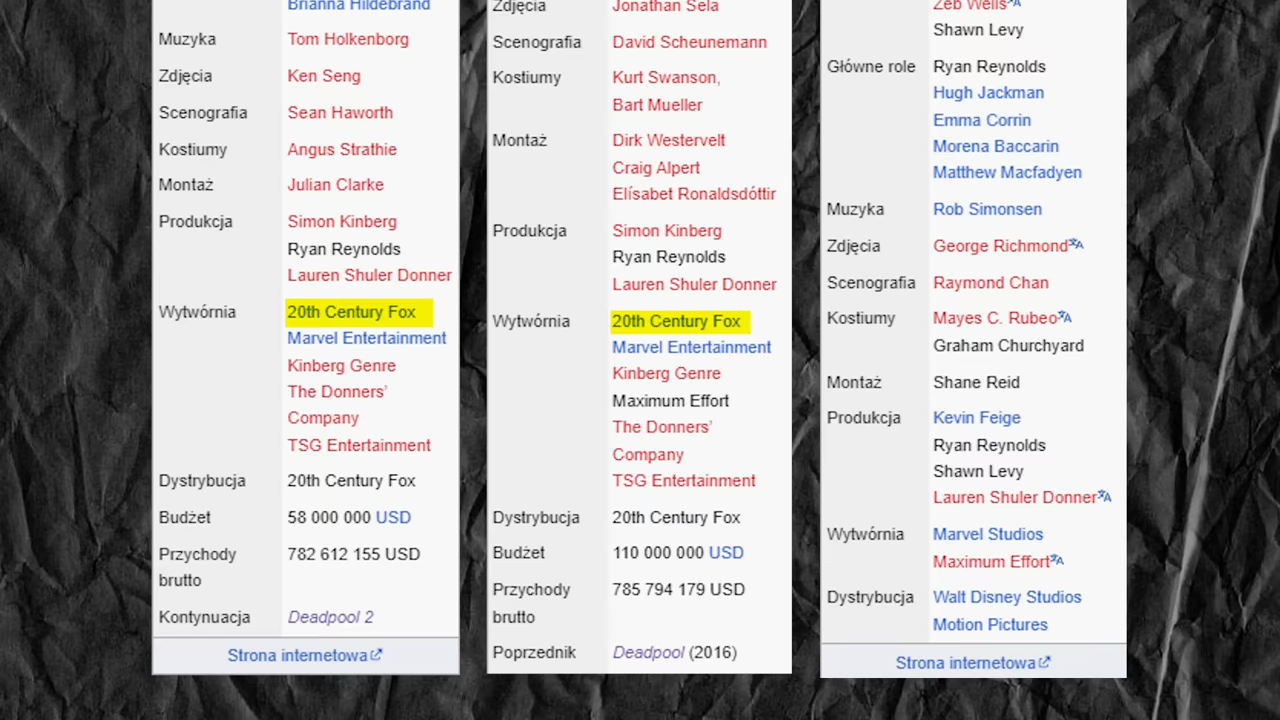 Brianna Hildebrand
Muzyka Tom Holkenborg
Zdjęcia Ken Seng
Scenografia Sean Haworth
Kostiumy Angus Strathie
Montaż Julian Clarke
Produkcja Simon Kinberg
Ryan Reynolds
Lauren Shuler Donner
Wytwórnia 20th Century Fox
Marvel Entertainment
Kinberg Genre
The Donners'
Company
TSG Entertainment
Dystrybucja 20th Century Fox
Budżet 58 000 000 USD
Przychody 782 612 155 USD
brutto
Kontynuacja Deadpool 2
Strona internetowa
Zdjęcia Jonathan Sela
Scenografia David Scheunemann
Kostiumy Kurt Swanson,
Bart Mueller
Montaż Dirk Westervelt
Craig Alpert
Elísabet Ronaldsdóttir
Produkcja Simon Kinberg
Ryan Reynolds
Lauren Shuler Donner
Wytwórnia 20th Century Fox
Marvel Entertainment
Kinberg Genre
Maximum Effort
The Donners'
Company
TSG Entertainment
Dystrybucja 20th Century Fox
Budżet 110 000 000 USD
Przychody 785 794 179 USD
brutto
Poprzednik Deadpool (2016)
Zeb Wells
Shawn Levy
Główne role Ryan Reynolds
Hugh Jackman
Emma Corrin
Morena Baccarin
Matthew Macfadyen
Muzyka Rob Simonsen
Zdjęcia George Richmond
Scenografia Raymond Chan
Kostiumy Mayes C. Rubeo
Graham Churchyard
Montaż Shane Reid
Produkcja Kevin Feige
Ryan Reynolds
Shawn Levy
Lauren Shuler Donner
Wytwórnia Marvel Studios
Maximum Effort
Dystrybucja Walt Disney Studios
Motion Pictures
Strona internetowa